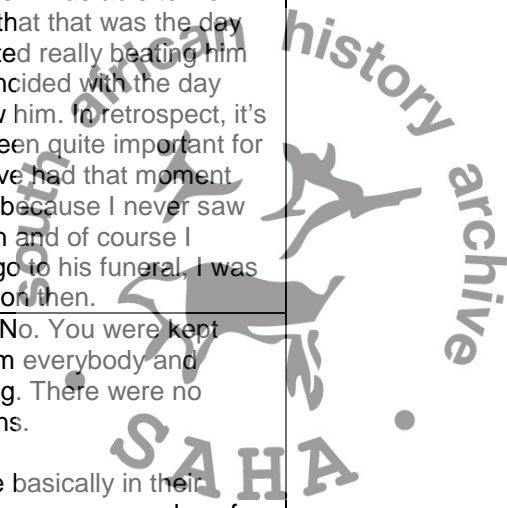 that that was the day
ted really beating him
ncided with the day
w him. In retrospect, it's
een quite important for
ve had that moment
because I never saw
n and of course I
go to his funeral, I was
on then.
No. You were kept
m everybody and
g. There were no
ns.
e basically in their
south african history archive
SAHA